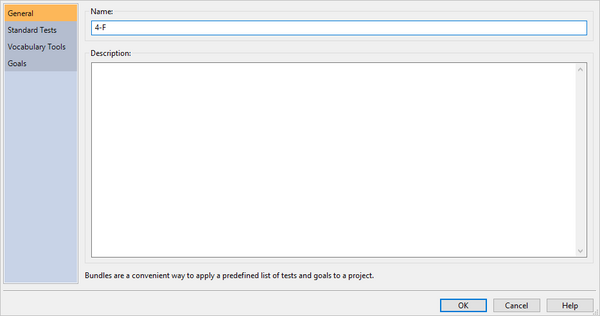 General
Standard Tests
Vocabulary Tools
Goals
Name:
4-F
Description:
Bundles are a convenient way to apply a predefined list of tests and goals to a project.
OK
Cancel
Help